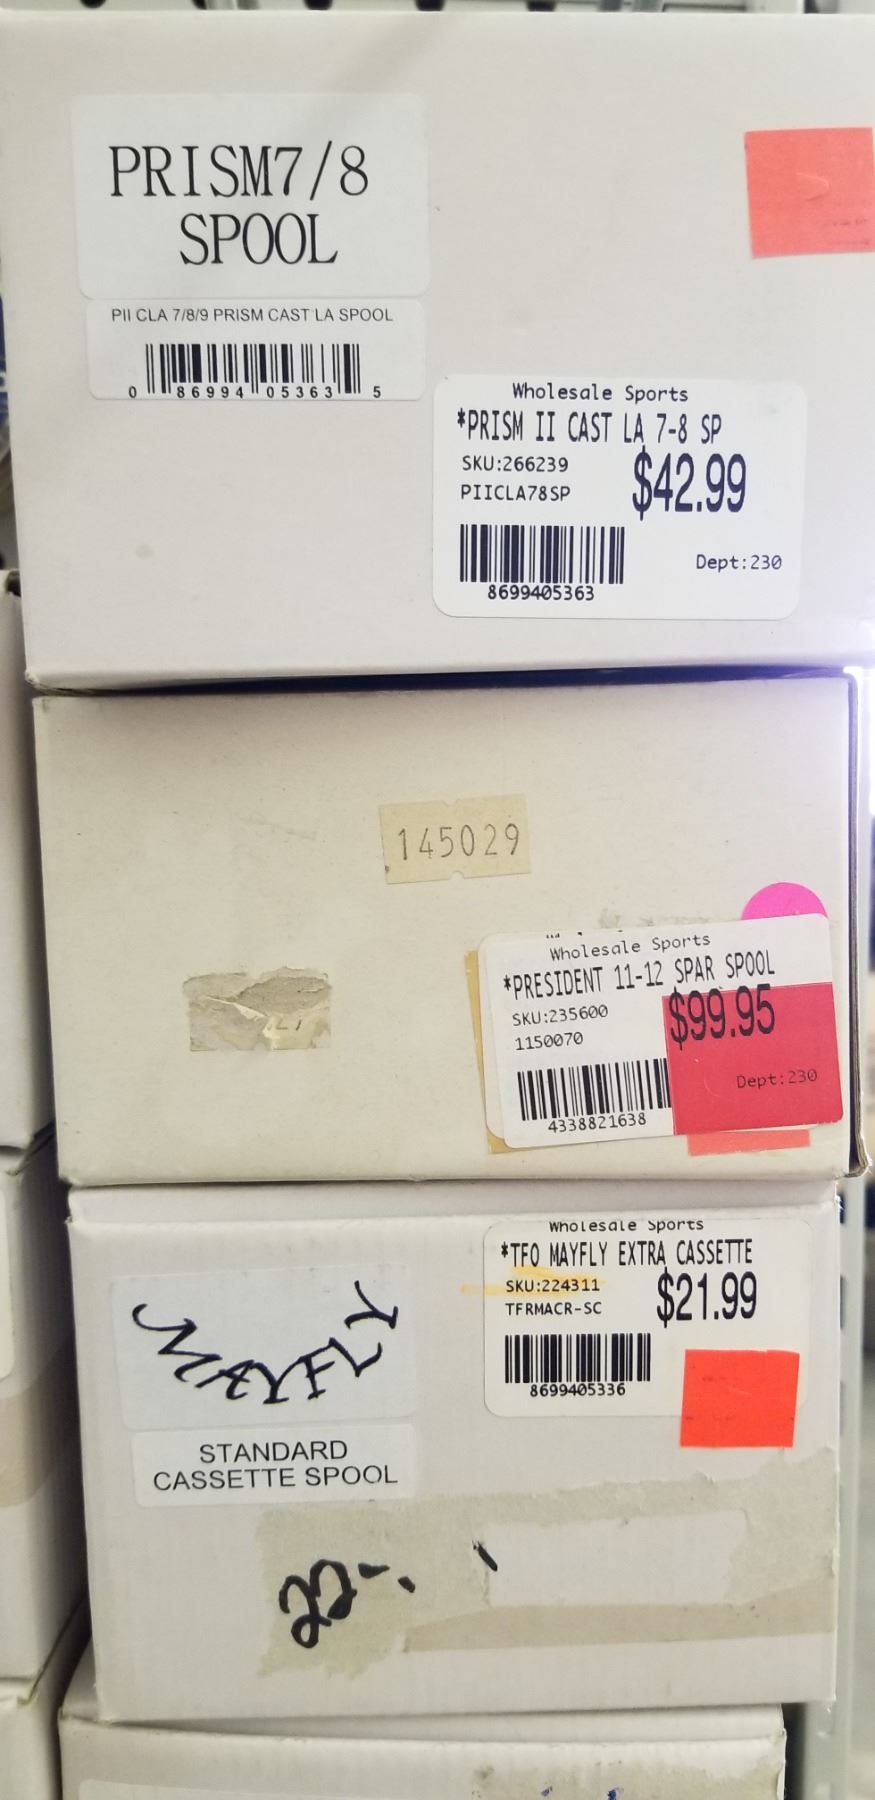 PRISM7/8
SPOOL
PII CLA 7/8/9 PRISM CAST LA SPOOL
0 86994 05363 5
Wholesale Sports
*PRISM II CAST LA 7-8 SP
SKU:266239
$42.99
PIICLA78SP
Dept:230
8699405363
145029
Wholesale Sports
*PRESIDENT 11-12 SPAR SPOOL
SKU:235600
$99.95
1150070
Dept:230
4338821638
Wholesale Sports
*TFO MAYFLY EXTRA CASSETTE
SKU:224311
$21.99
TFRMACR-SC
8699405336
MAYFLY
STANDARD
CASSETTE SPOOL
22-